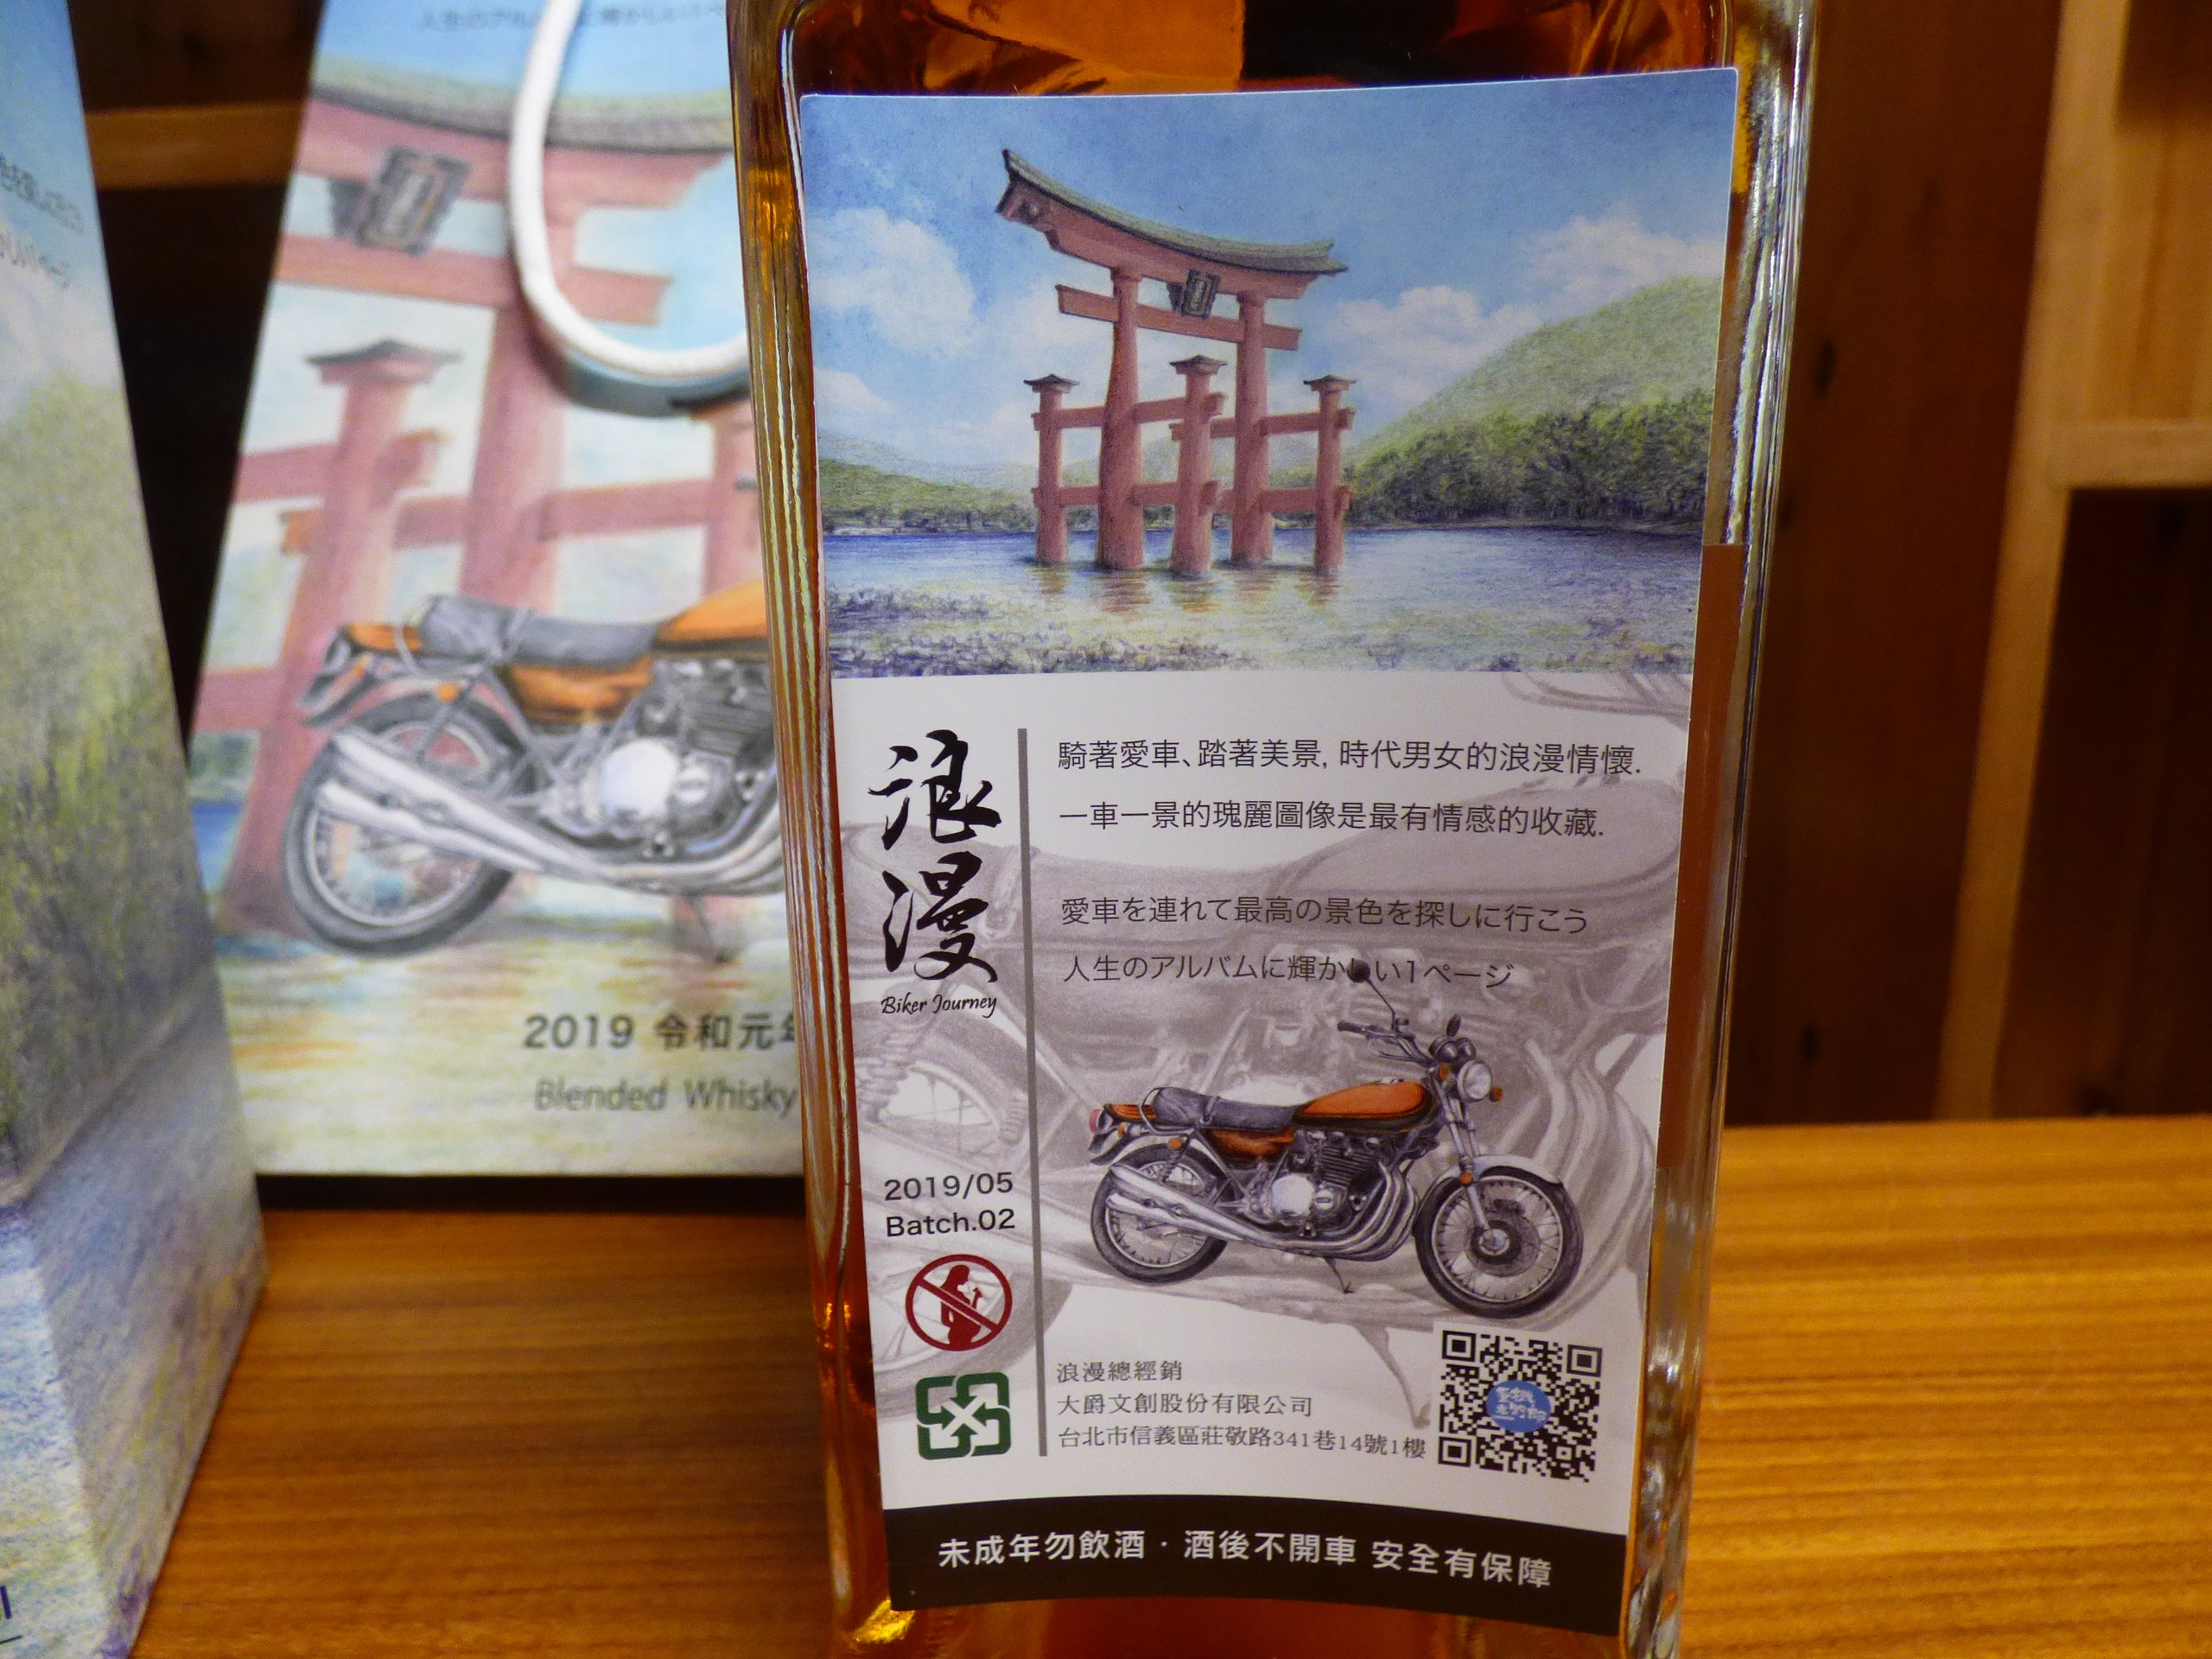 騎著愛車、踏著美景, 時代男女的浪漫情懷.
一車一景的瑰麗圖像是最有情感的收藏.
愛車を連れて最高の景色を探しに行こう
人生のアルバムに輝かしい1ページ
浪漫
Biker Journey
2019/05
Batch.02
浪漫總經銷
大爵文創股份有限公司
台北市信義區莊敬路341巷14號1樓
未成年勿飲酒・酒後不開車 安全有保障
2019 令和元年
Blended Whisky